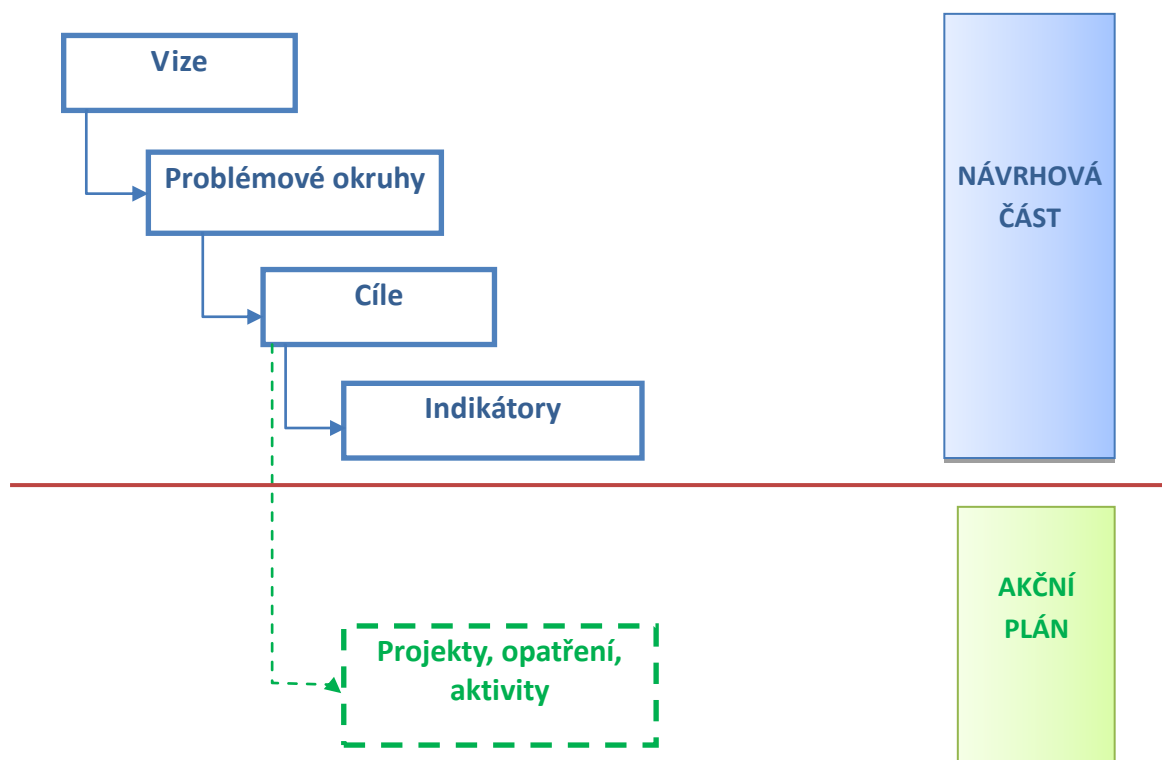 Vize
Problémové okruhy
NÁVRHOVÁ
ČÁST
Cíle
Indikátory
AKČNÍ
PLÁN
Projekty, opatření,
aktivity